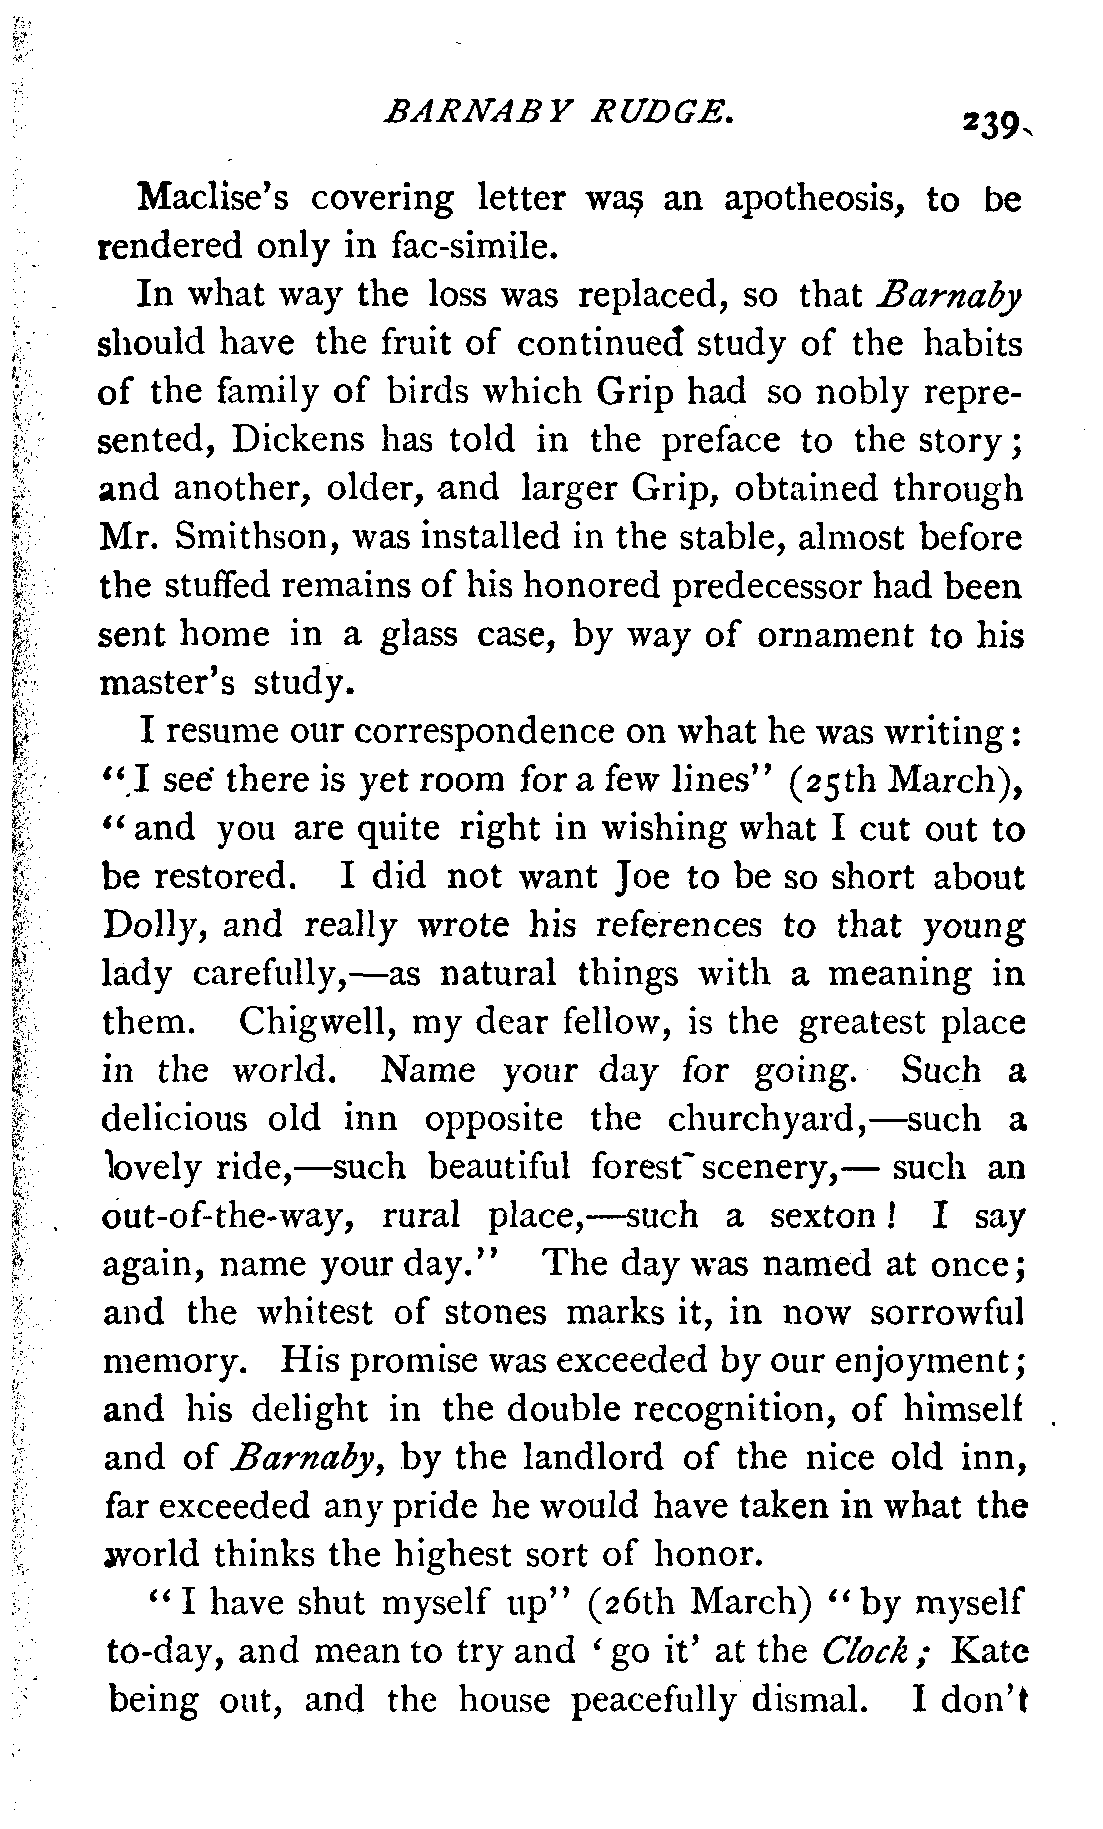 BARNABY RUDGE.
239
Maclise's covering letter was an apotheosis, to be
rendered only in fac-simile.
In what way the loss was replaced, so that Barnaby
should have the fruit of continued study of the habits
of the family of birds which Grip had so nobly repre-
sented, Dickens has told in the preface to the story;
and another, older, and larger Grip, obtained through
Mr. Smithson, was installed in the stable, almost before
the stuffed remains of his honored predecessor had been
sent home in a glass case, by way of ornament to his
master's study.
I resume our correspondence on what he was writing:
"I see there is yet room for a few lines" (25th March),
"and you are quite right in wishing what I cut out to
be restored. I did not want Joe to be so short about
Dolly, and really wrote his references to that young
lady carefully,—as natural things with a meaning in
them. Chigwell, my dear fellow, is the greatest place
in the world. Name your day for going. Such a
delicious old inn opposite the churchyard,—such a
lovely ride,—such beautiful forest scenery,—such an
out-of-the-way, rural place,—such a sexton! I say
again, name your day." The day was named at once;
and the whitest of stones marks it, in now sorrowful
memory. His promise was exceeded by our enjoyment;
and his delight in the double recognition, of himself
and of Barnaby, by the landlord of the nice old inn,
far exceeded any pride he would have taken in what the
world thinks the highest sort of honor.
"I have shut myself up" (26th March) "by myself
to-day, and mean to try and 'go it' at the Clock; Kate
being out, and the house peacefully dismal. I don't